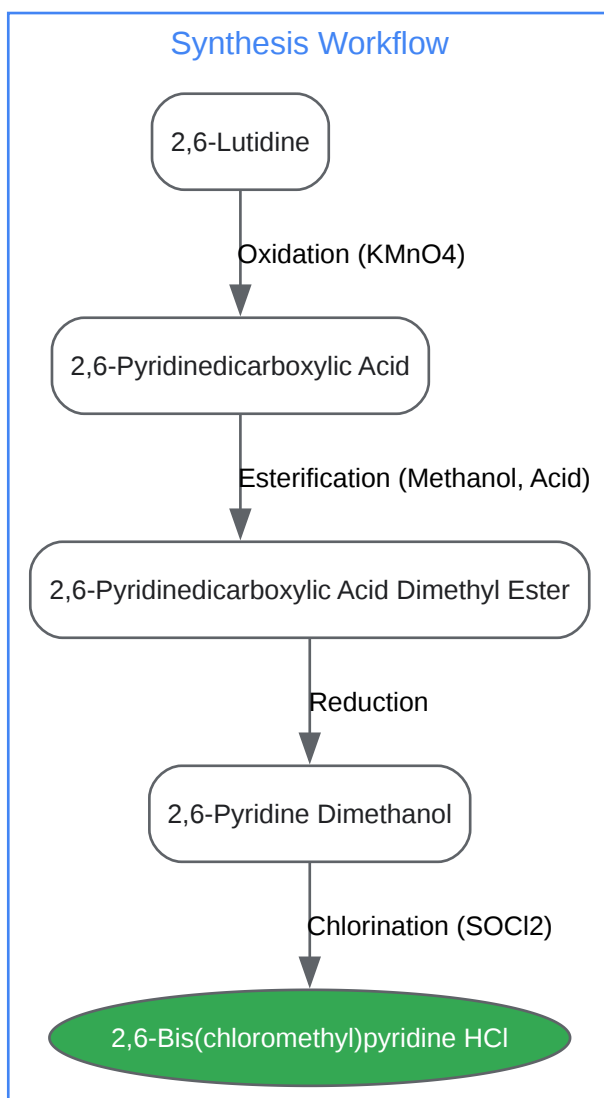 Synthesis Workflow
2,6-Lutidine
Oxidation (KMnO4)
2,6-Pyridinedicarboxylic Acid
Esterification (Methanol, Acid)
2,6-Pyridinedicarboxylic Acid Dimethyl Ester
Reduction
2,6-Pyridine Dimethanol
Chlorination (SOCl2)
2,6-Bis(chloromethyl)pyridine HCl